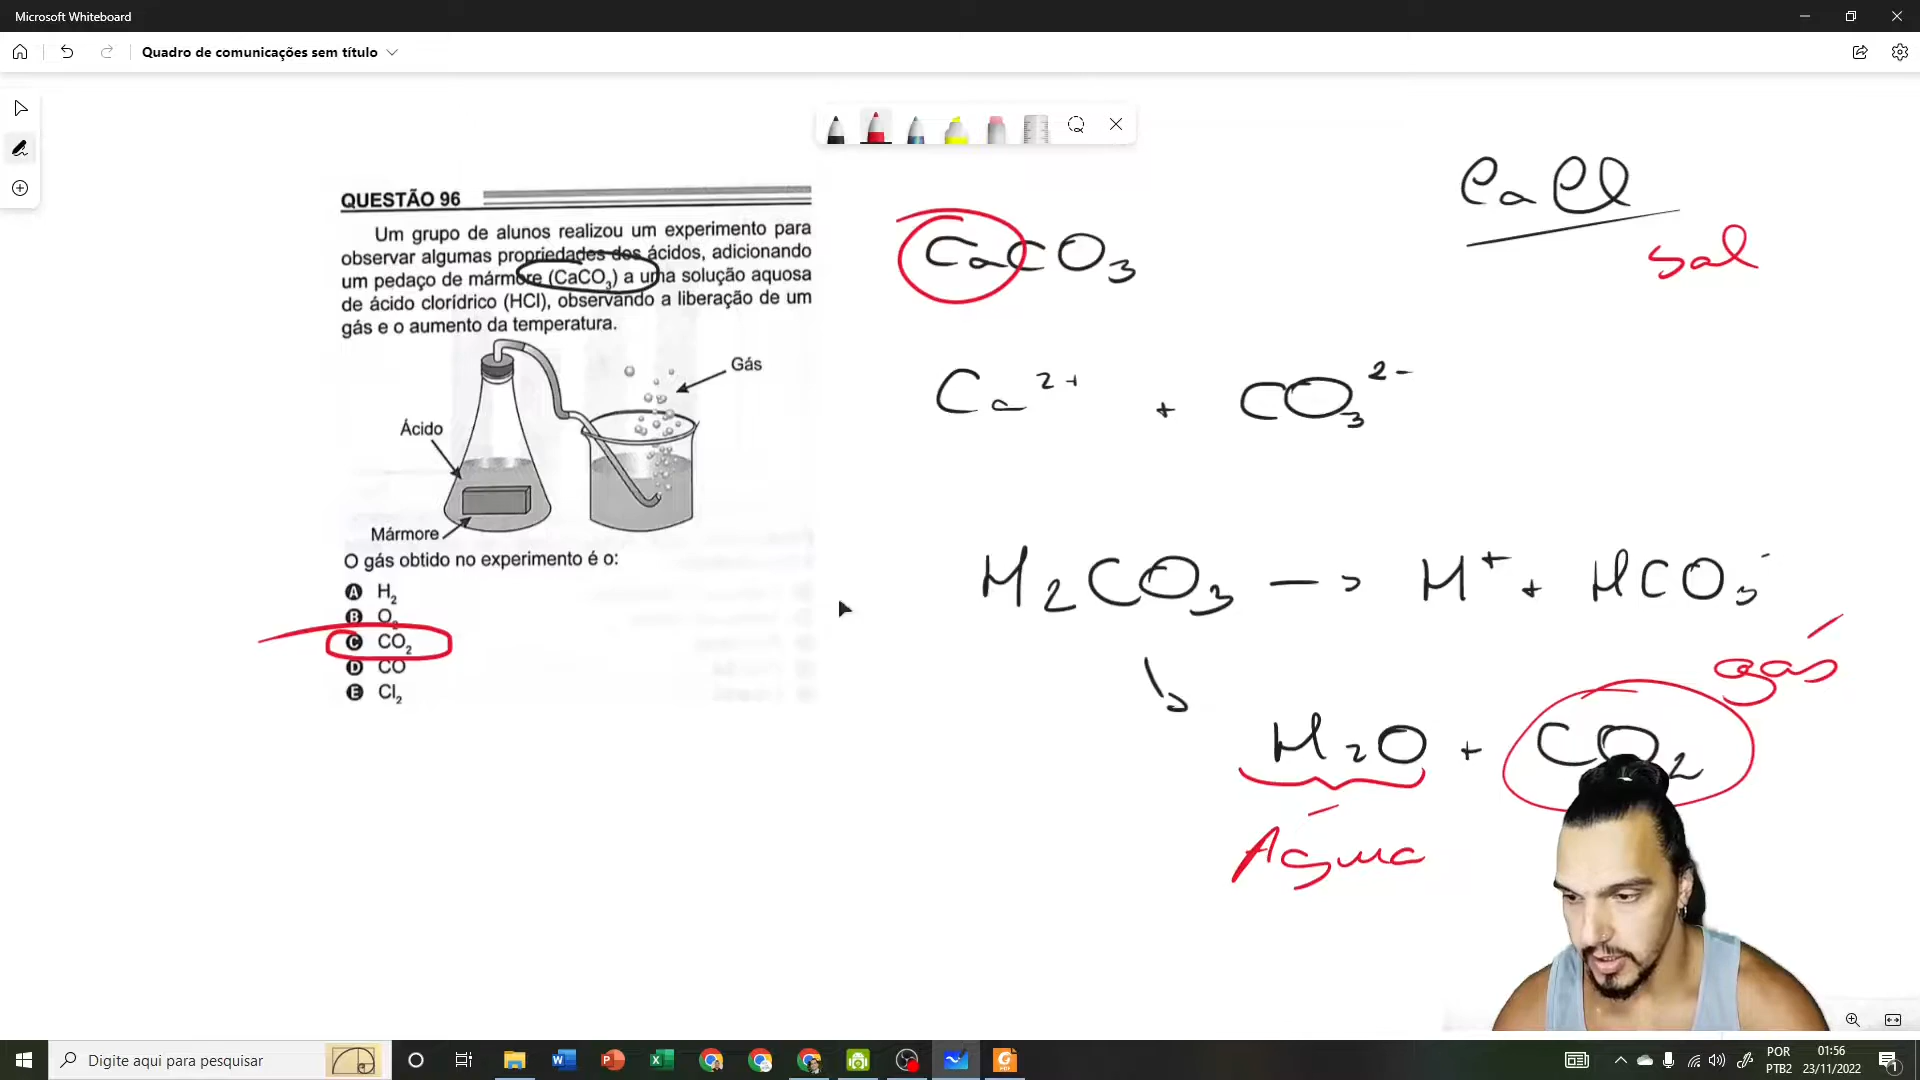 Microsoft Whiteboard
Quadro de comunicações sem título
QUESTÃO 96
Um grupo de alunos realizou um experimento para
observar algumas propriedades dos ácidos, adicionando
um pedaço de mármore (CaCO₃) a uma solução aquosa
de ácido clorídrico (HCl), observando a liberação de um
gás e o aumento da temperatura.
Gás
Ácido
Mármore
O gás obtido no experimento é o:
A H₂
B O₂
C CO₂
D CO
E Cl₂
CaCl
sal
CaCO₃
Ca²⁺ + CO₃²⁻
H₂CO₃ → H⁺ + HCO₃⁻
gás
H₂O + CO₂
Água
Digite aqui para pesquisar
POR
PTB2
01:56
23/11/2022
1